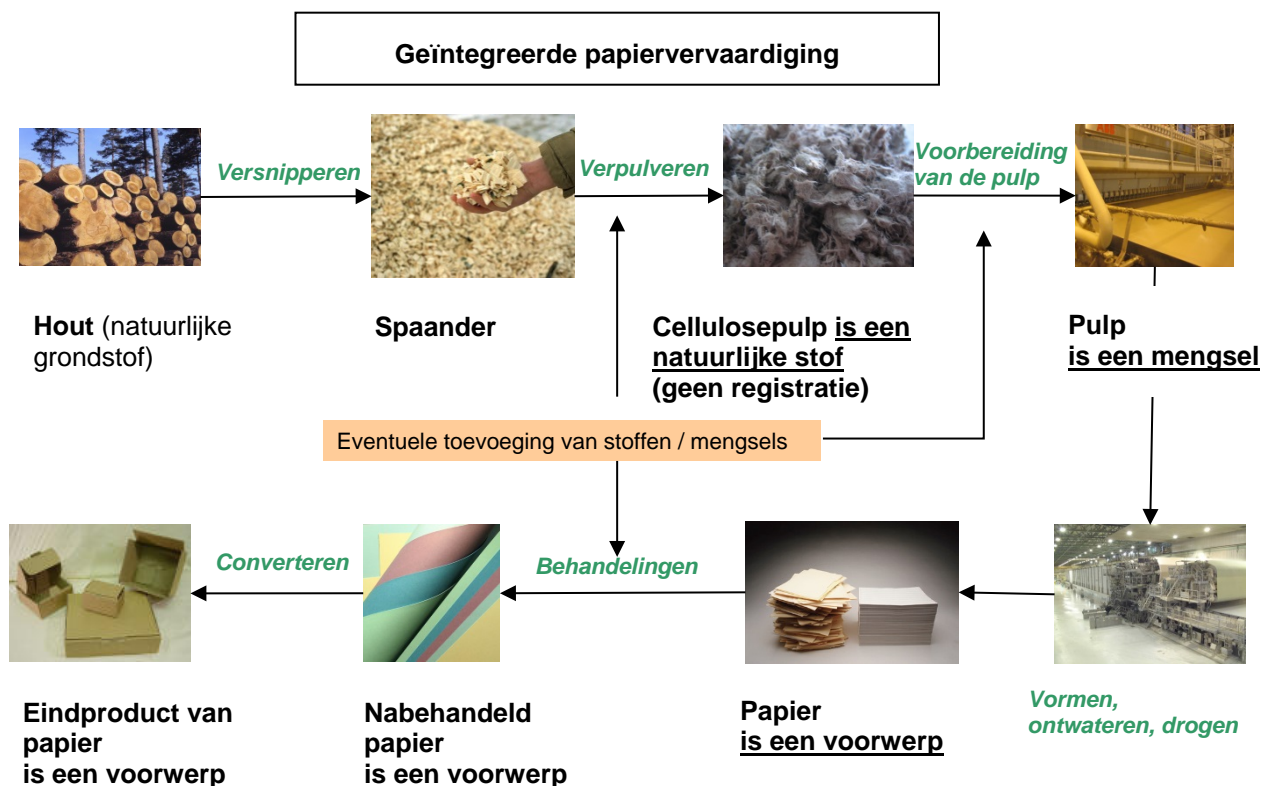 Geïntegreerde papiervervaardiging
Versnipperen
Verpulveren
Voorbereiding
van de pulp
Hout (natuurlijke
grondstof)
Spaander
Cellulosepulp is een
natuurlijke stof
(geen registratie)
Pulp
is een mengsel
Eventuele toevoeging van stoffen / mengsels
Converteren
Behandelingen
Eindproduct van
papier
is een voorwerp
Nabehandeld
papier
is een voorwerp
Papier
is een voorwerp
Vormen,
ontwateren, drogen